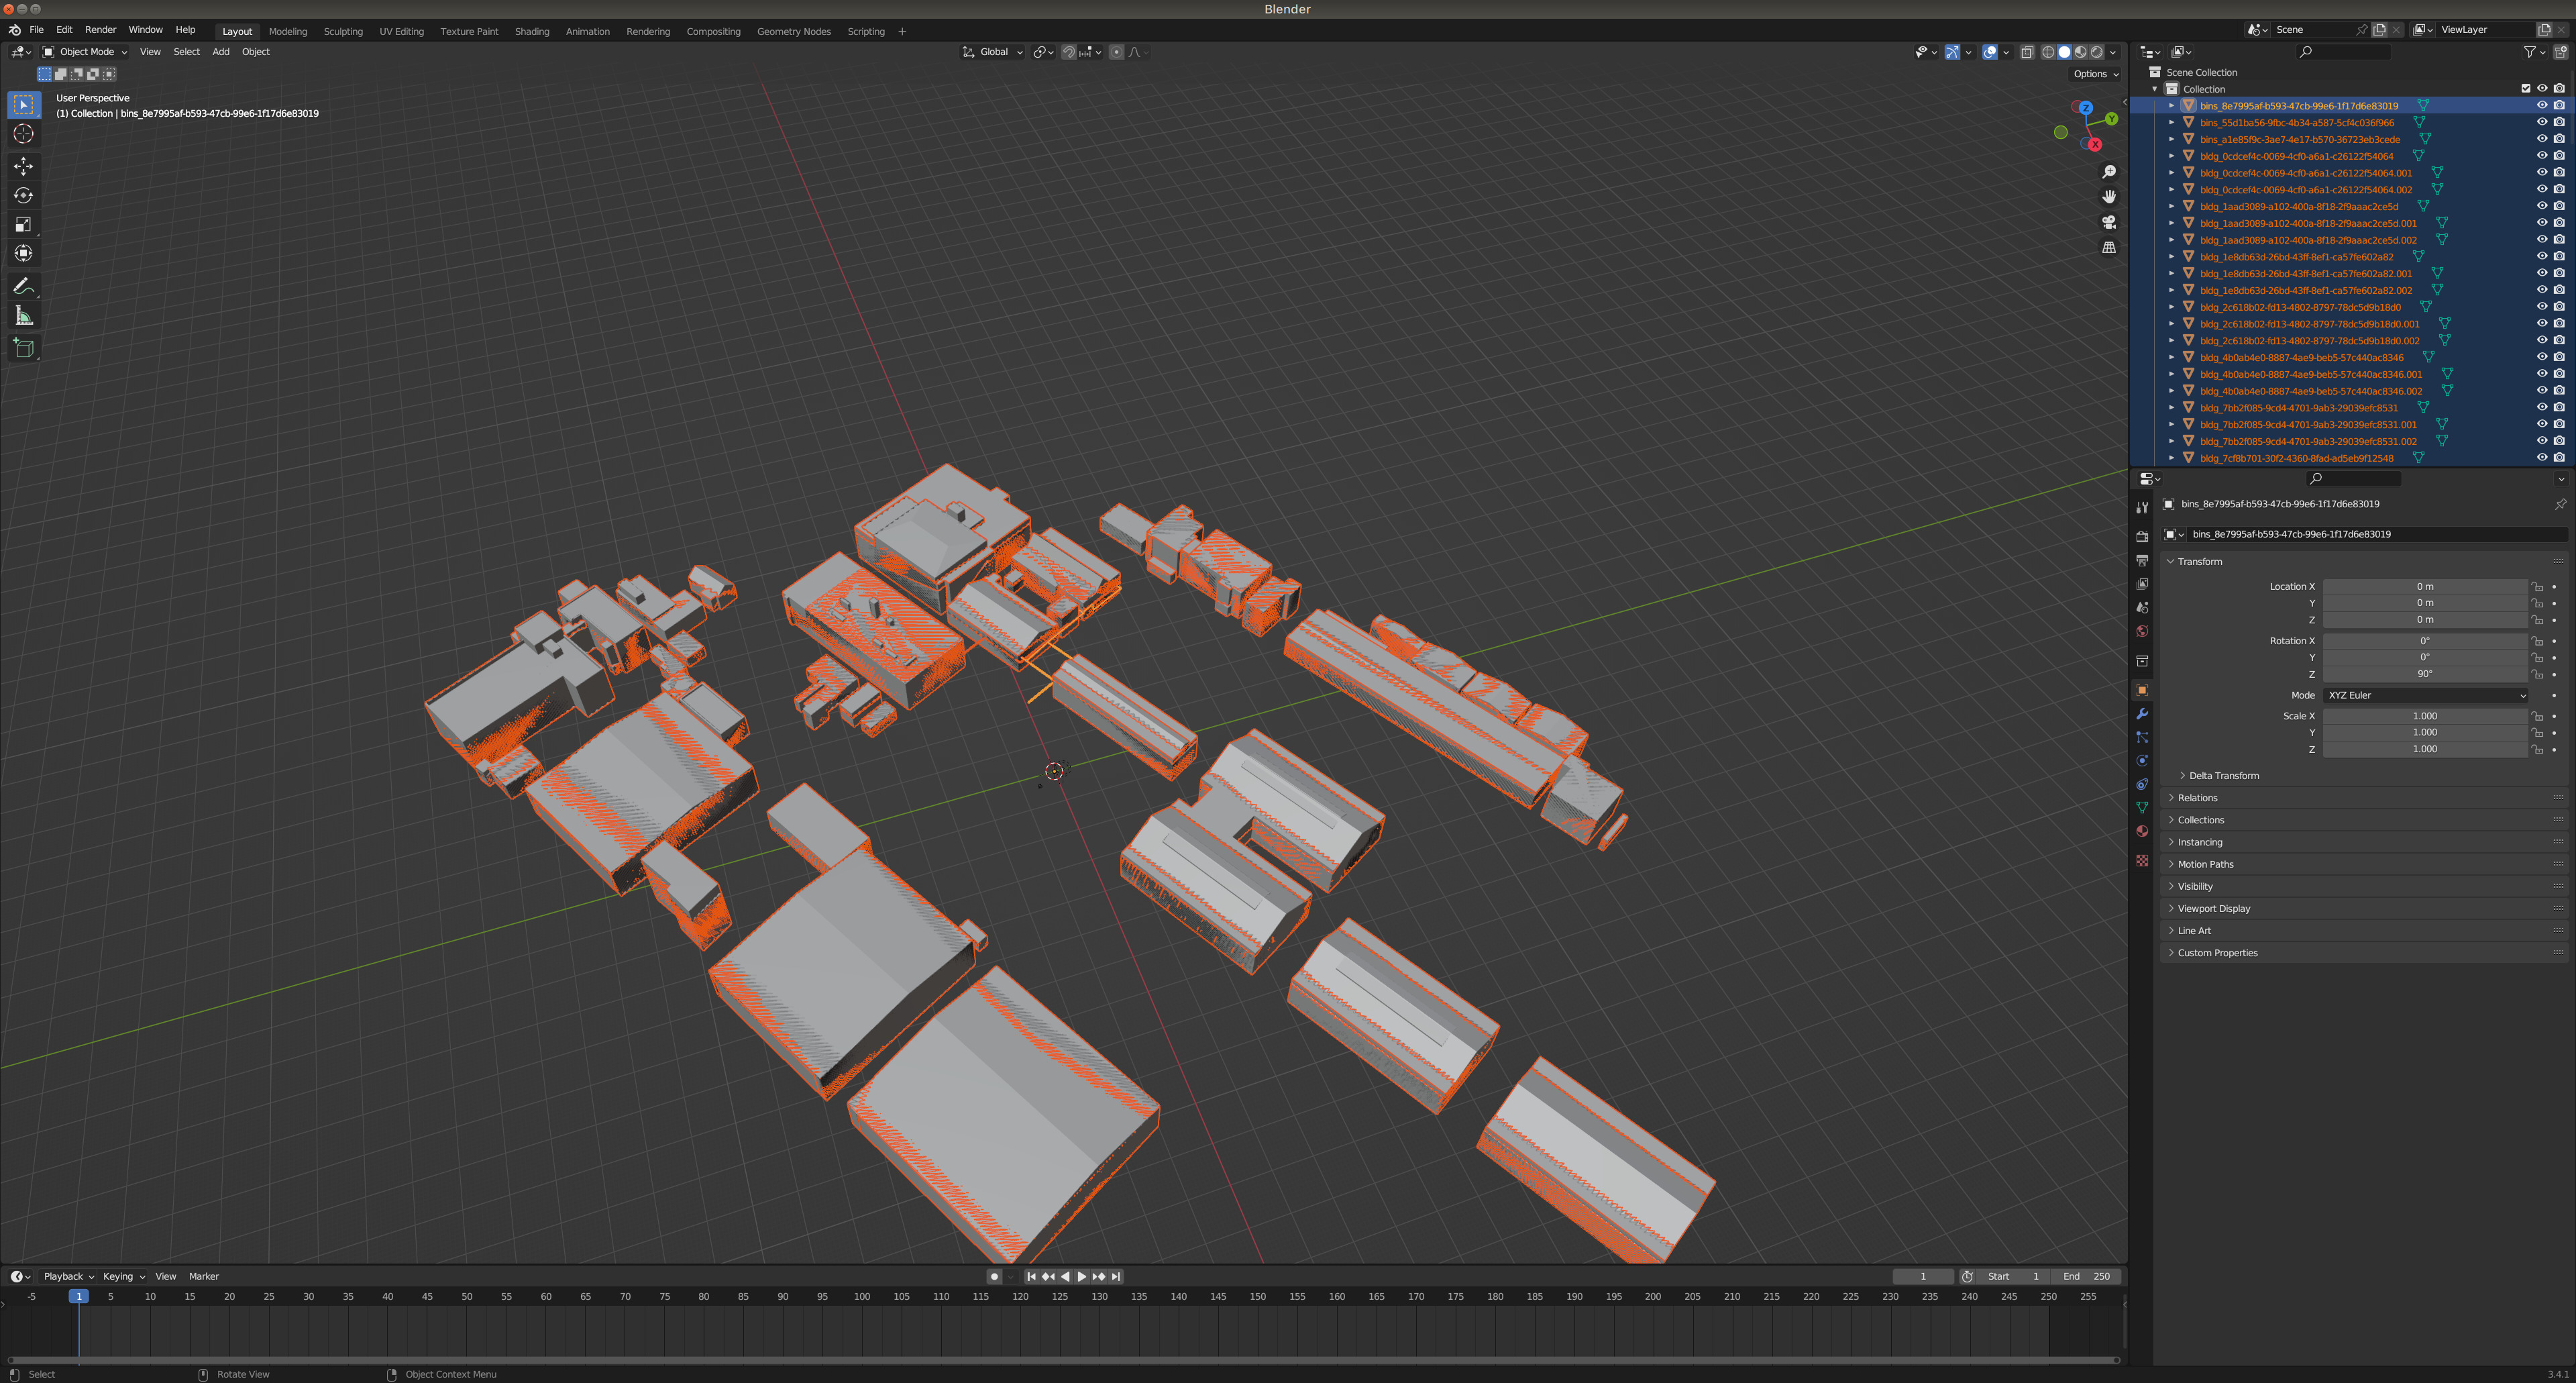 Blender
File Edit Render Window Help Layout Modeling Sculpting UV Editing Texture Paint Shading Animation Rendering Compositing Geometry Nodes Scripting + Scene ViewLayer
Object Mode View Select Add Object Global
Options
User Perspective
(1) Collection | bins_8e7995af-b593-47cb-99e6-1f17d6e83019
Z
Y
X
Scene Collection
Collection
bins_8e7995af-b593-47cb-99e6-1f17d6e83019
bins_55d1ba56-9fbc-4b34-a587-5cf4c036f966
bins_a1e85f9c-3ae7-4e17-b570-36723eb3cede
bldg_0cdcef4c-0069-4cf0-a6a1-c26122f54064
bldg_0cdcef4c-0069-4cf0-a6a1-c26122f54064.001
bldg_0cdcef4c-0069-4cf0-a6a1-c26122f54064.002
bldg_1aad3089-a102-400a-8f18-2f9aaac2ce5d
bldg_1aad3089-a102-400a-8f18-2f9aaac2ce5d.001
bldg_1aad3089-a102-400a-8f18-2f9aaac2ce5d.002
bldg_1e8db63d-26bd-43ff-8ef1-ca57fe602a82
bldg_1e8db63d-26bd-43ff-8ef1-ca57fe602a82.001
bldg_1e8db63d-26bd-43ff-8ef1-ca57fe602a82.002
bldg_2c618b02-fd13-4802-8797-78dc5d9b18d0
bldg_2c618b02-fd13-4802-8797-78dc5d9b18d0.001
bldg_2c618b02-fd13-4802-8797-78dc5d9b18d0.002
bldg_4b0ab4e0-8887-4ae9-beb5-57c440ac8346
bldg_4b0ab4e0-8887-4ae9-beb5-57c440ac8346.001
bldg_4b0ab4e0-8887-4ae9-beb5-57c440ac8346.002
bldg_7bb2f085-9cd4-4701-9ab3-29039efc8531
bldg_7bb2f085-9cd4-4701-9ab3-29039efc8531.001
bldg_7bb2f085-9cd4-4701-9ab3-29039efc8531.002
bldg_7cf8b701-30f2-4360-8fad-ad5eb9f12548
bins_8e7995af-b593-47cb-99e6-1f17d6e83019
bins_8e7995af-b593-47cb-99e6-1f17d6e83019
Transform
Location X 0 m
Y 0 m
Z 0 m
Rotation X 0°
Y 0°
Z 90°
Mode XYZ Euler
Scale X 1.000
Y 1.000
Z 1.000
Delta Transform
Relations
Collections
Instancing
Motion Paths
Visibility
Viewport Display
Line Art
Custom Properties
Playback Keying View Marker 1 Start 1 End 250
-5 1 5 10 15 20 25 30 35 40 45 50 55 60 65 70 75 80 85 90 95 100 105 110 115 120 125 130 135 140 145 150 155 160 165 170 175 180 185 190 195 200 205 210 215 220 225 230 235 240 245 250 255
Select Rotate View Object Context Menu 3.4.1